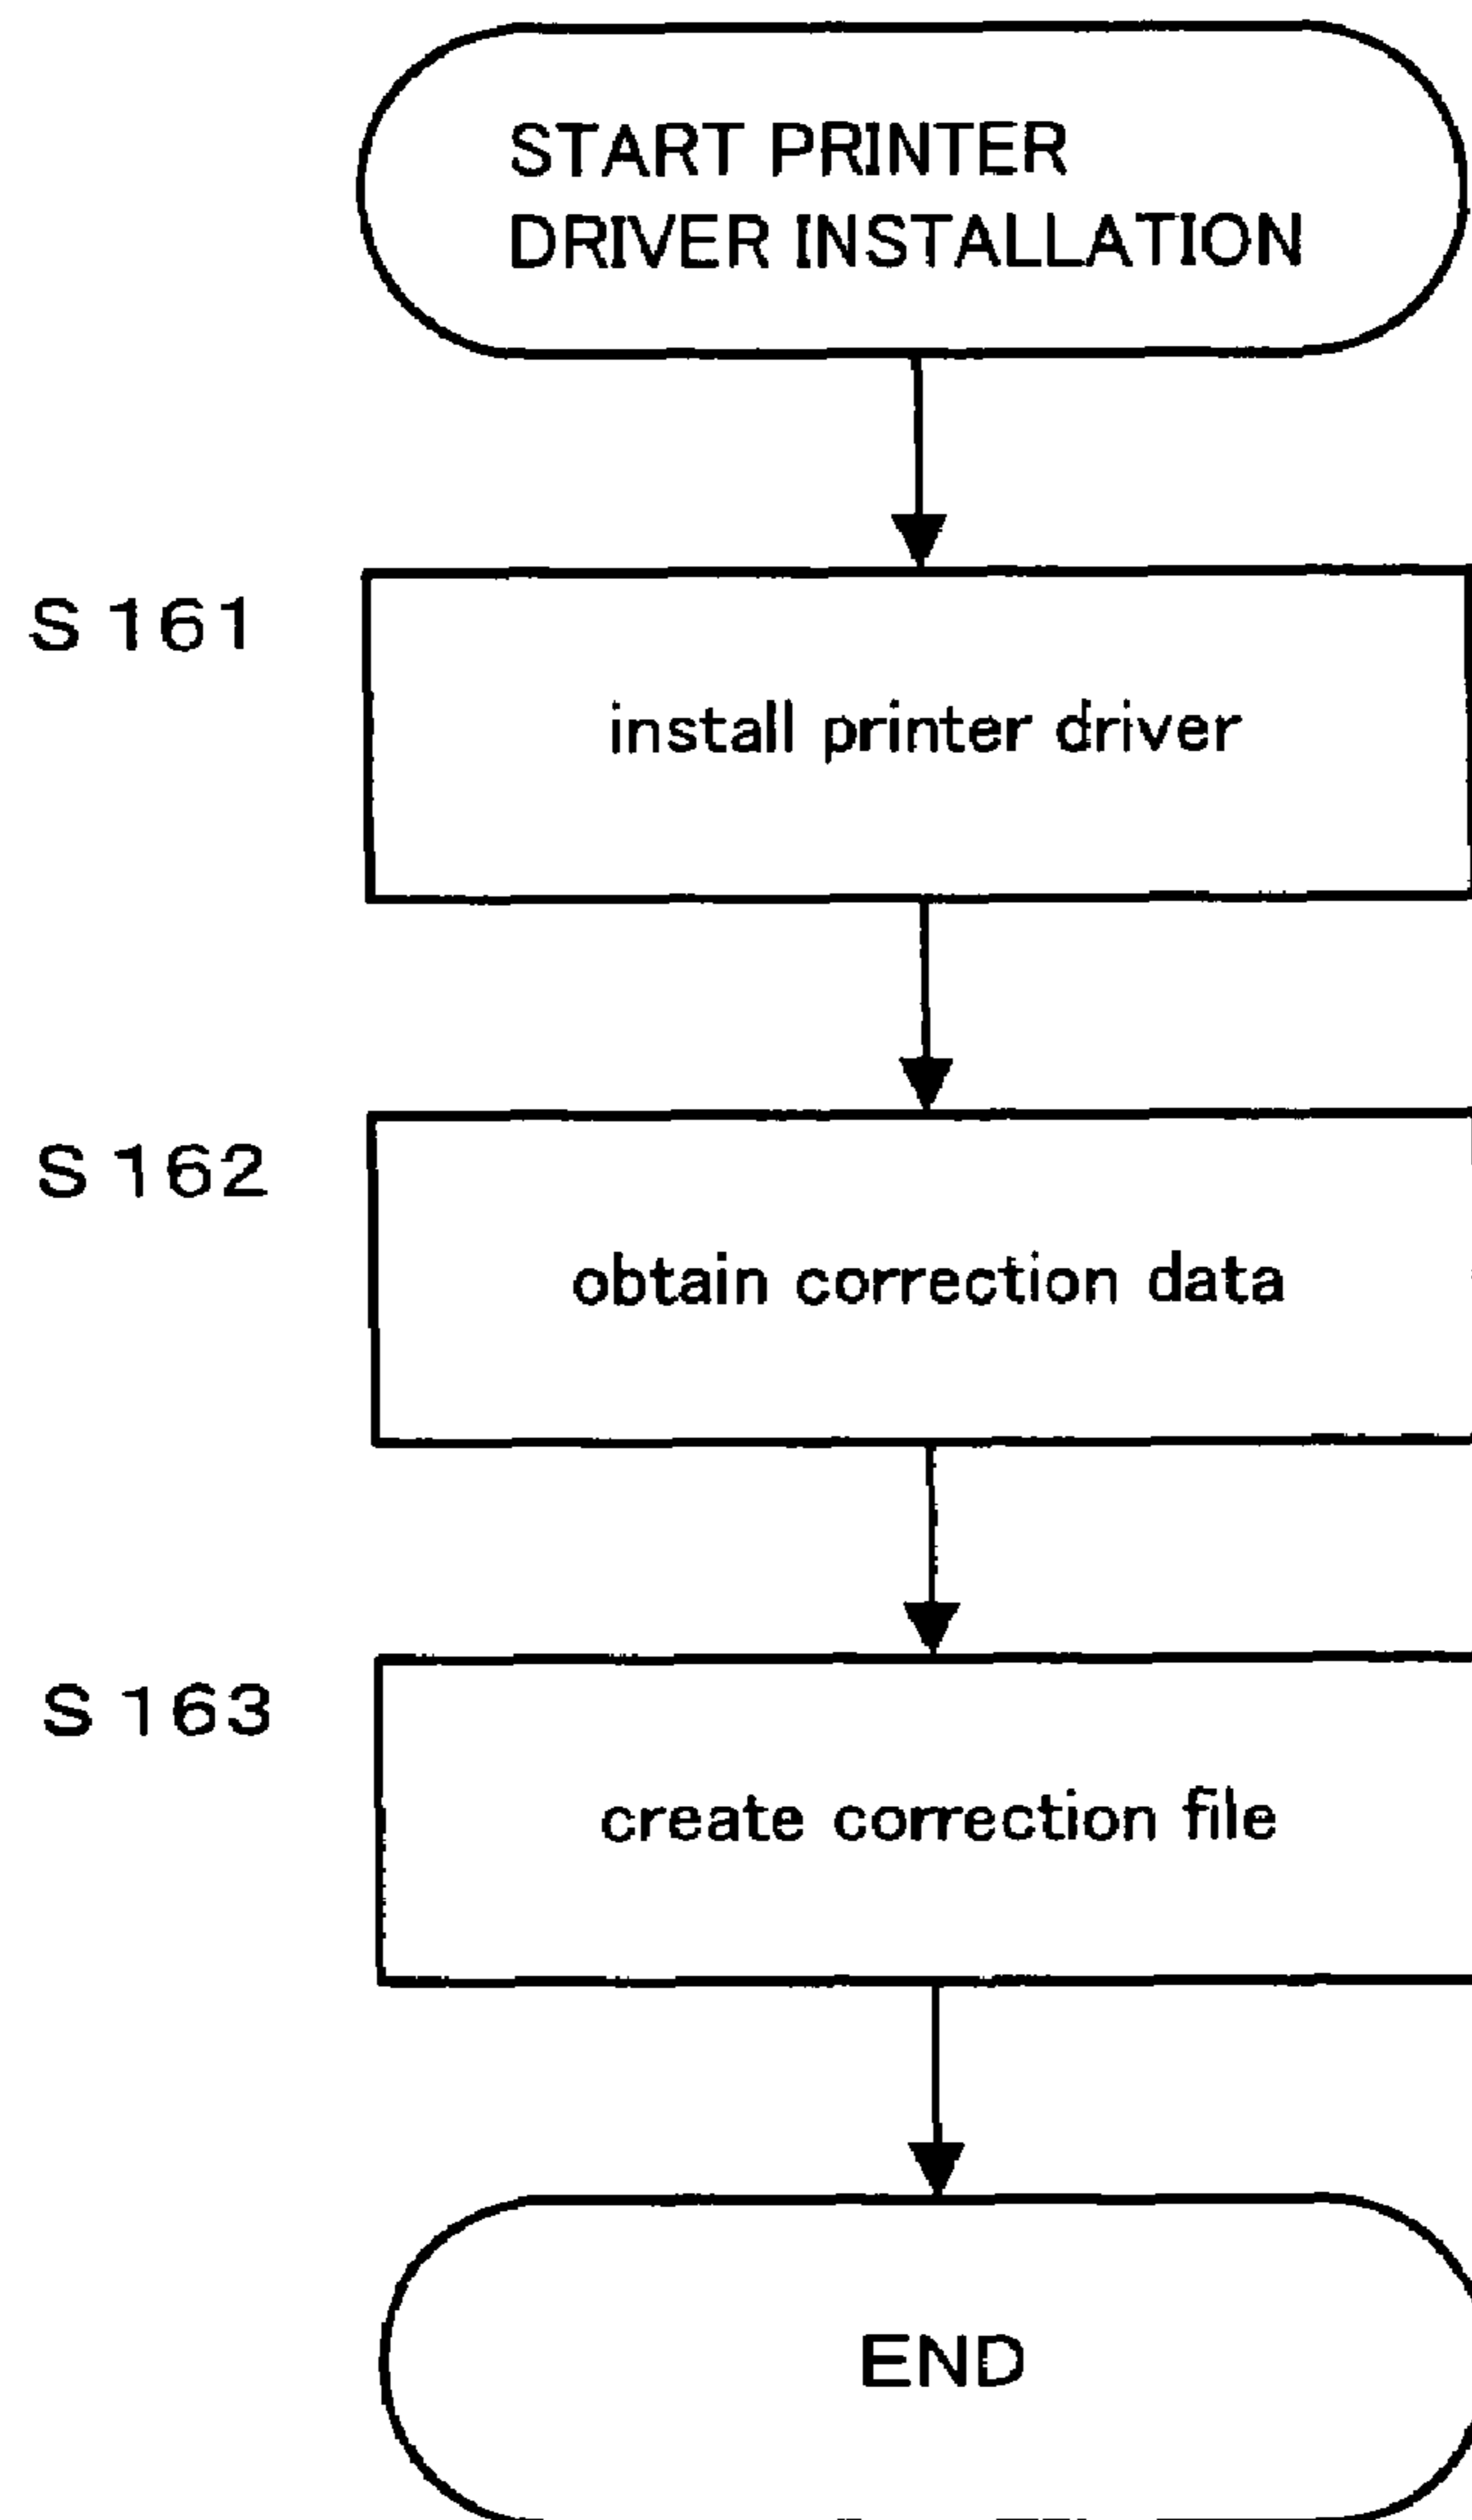 START PRINTER
DRIVER INSTALLATION
S161
install printer driver
S162
obtain correction data
S163
create correction file
END